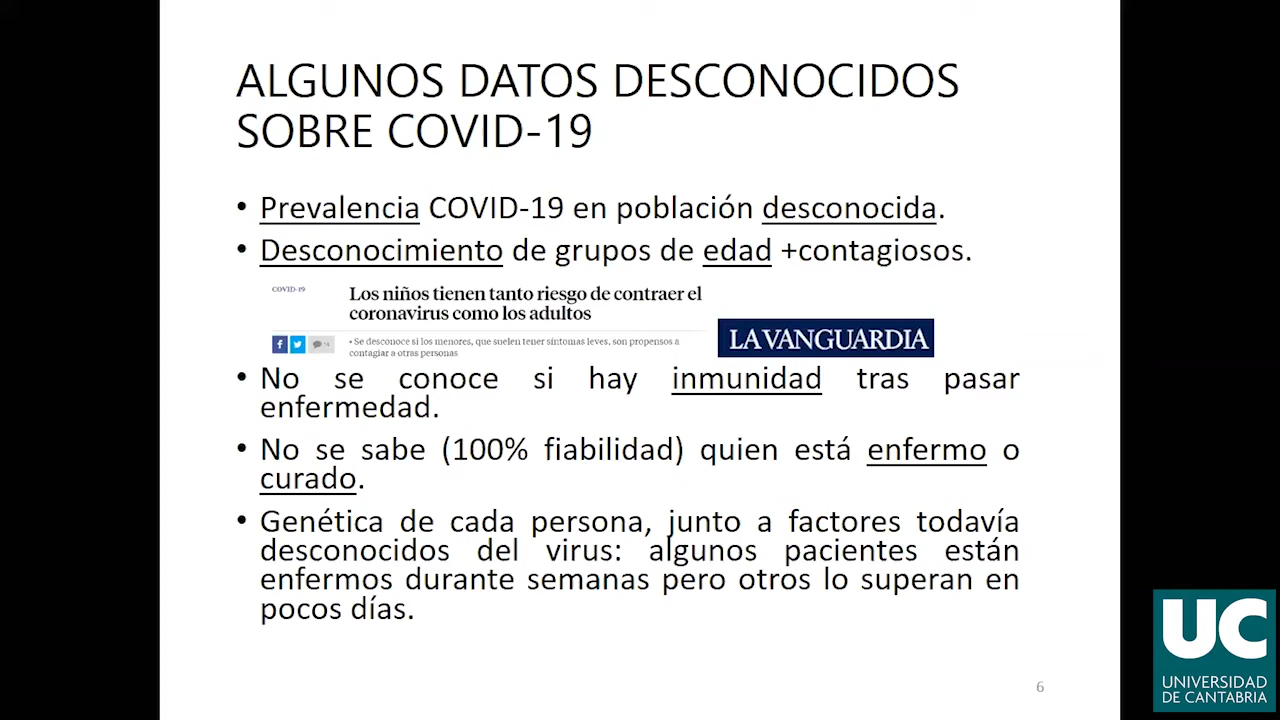 ALGUNOS DATOS DESCONOCIDOS
SOBRE COVID-19
• Prevalencia COVID-19 en población desconocida.
• Desconocimiento de grupos de edad +contagiosos.
COVID-19
Los niños tienen tanto riesgo de contraer el
coronavirus como los adultos
• Se desconoce si los menores, que suelen tener síntomas leves, son propensos a
contagiar a otras personas
LA VANGUARDIA
• No se conoce si hay inmunidad tras pasar
enfermedad.
• No se sabe (100% fiabilidad) quien está enfermo o
curado.
• Genética de cada persona, junto a factores todavía
desconocidos del virus: algunos pacientes están
enfermos durante semanas pero otros lo superan en
pocos días.
6
UC
UNIVERSIDAD
DE CANTABRIA